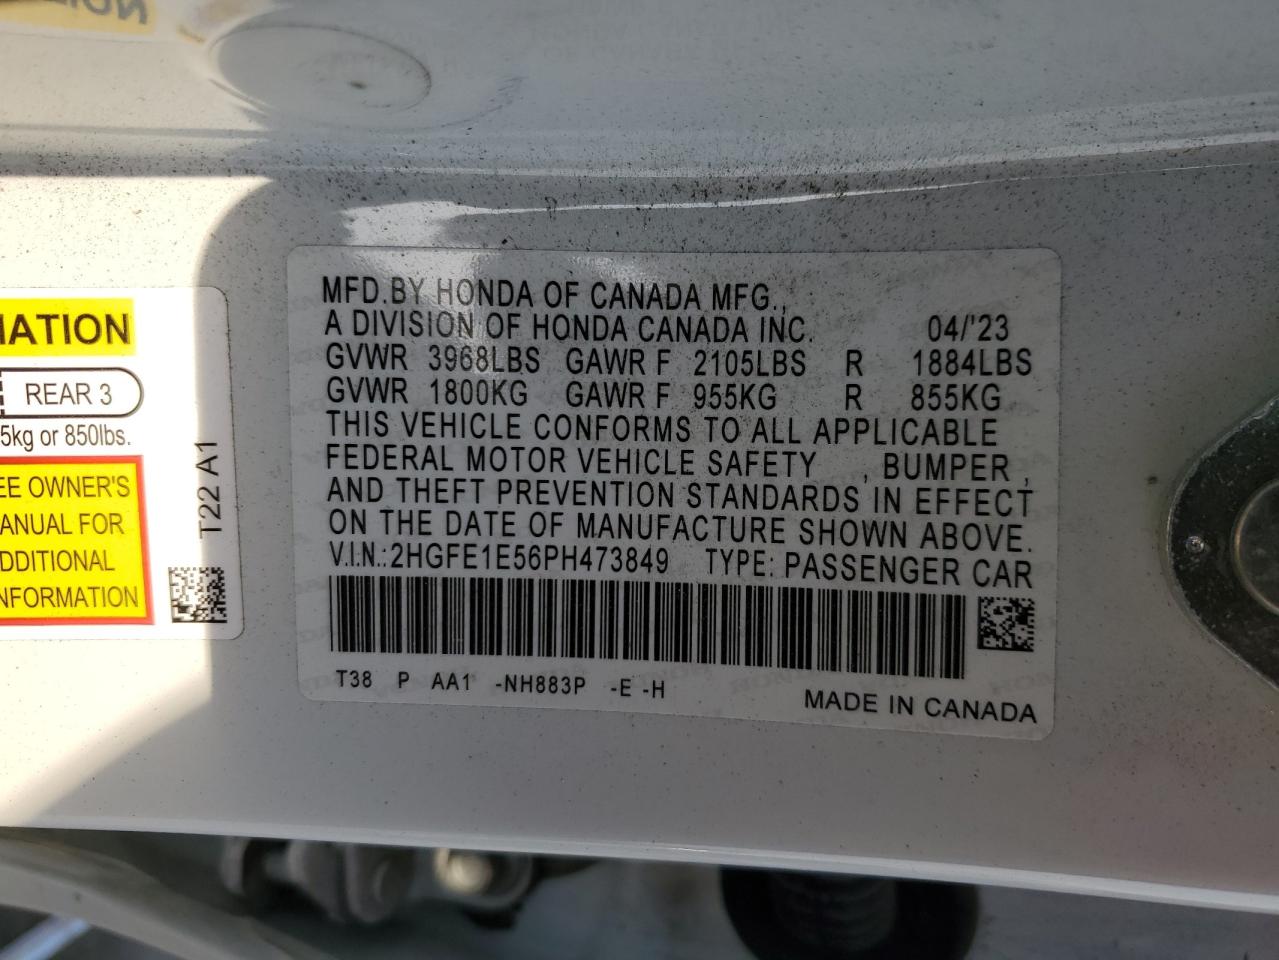 MATION
REAR 3
5kg or 850lbs.
EE OWNER'S
ANUAL FOR
DDITIONAL
NFORMATION
T22 A1
MFD.BY HONDA OF CANADA MFG.,
A DIVISION OF HONDA CANADA INC. 04/'23
GVWR 3968LBS GAWR F 2105LBS R 1884LBS
GVWR 1800KG GAWR F 955KG R 855KG
THIS VEHICLE CONFORMS TO ALL APPLICABLE
FEDERAL MOTOR VEHICLE SAFETY , BUMPER ,
AND THEFT PREVENTION STANDARDS IN EFFECT
ON THE DATE OF MANUFACTURE SHOWN ABOVE.
V.I.N.:2HGFE1E56PH473849 TYPE: PASSENGER CAR
T38 P AA1 -NH883P -E -H
MADE IN CANADA